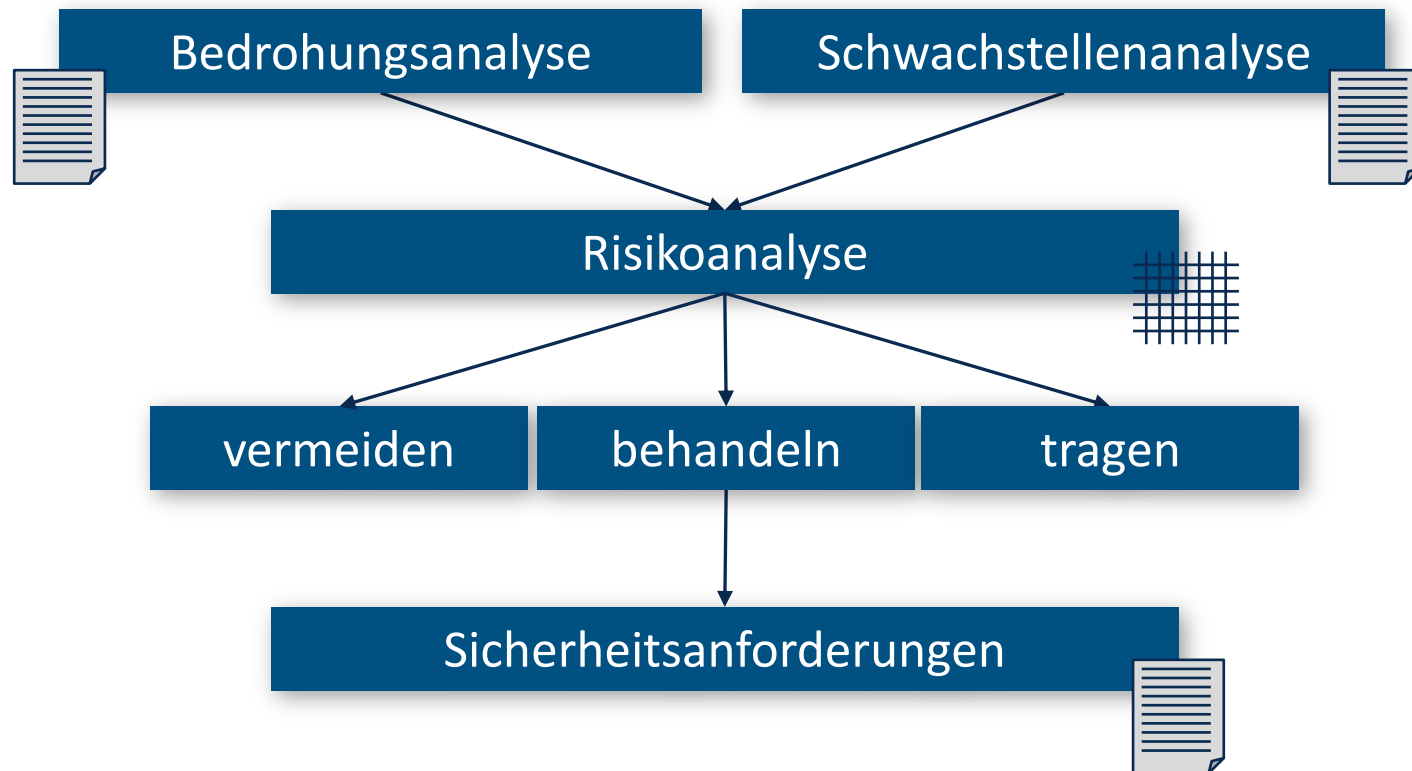 Bedrohungsanalyse
Schwachstellenanalyse
Risikoanalyse
vermeiden
behandeln
tragen
Sicherheitsanforderungen